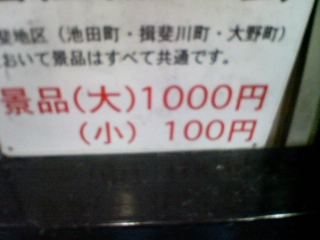 斐地区（池田町・揖斐川町・大野町）
おいて景品はすべて共通です。
景品(大)1000円
(小) 100円